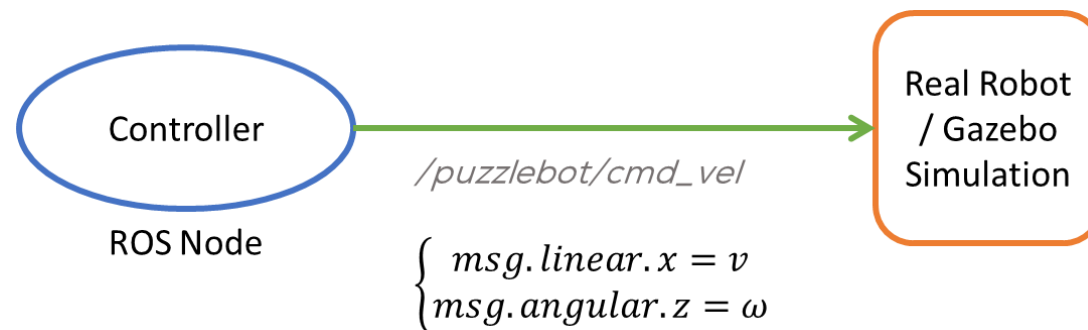 Controller
ROS Node
/puzzlebot/cmd_vel
{ msg.linear.x = v
msg.angular.z = ω
Real Robot
/ Gazebo
Simulation